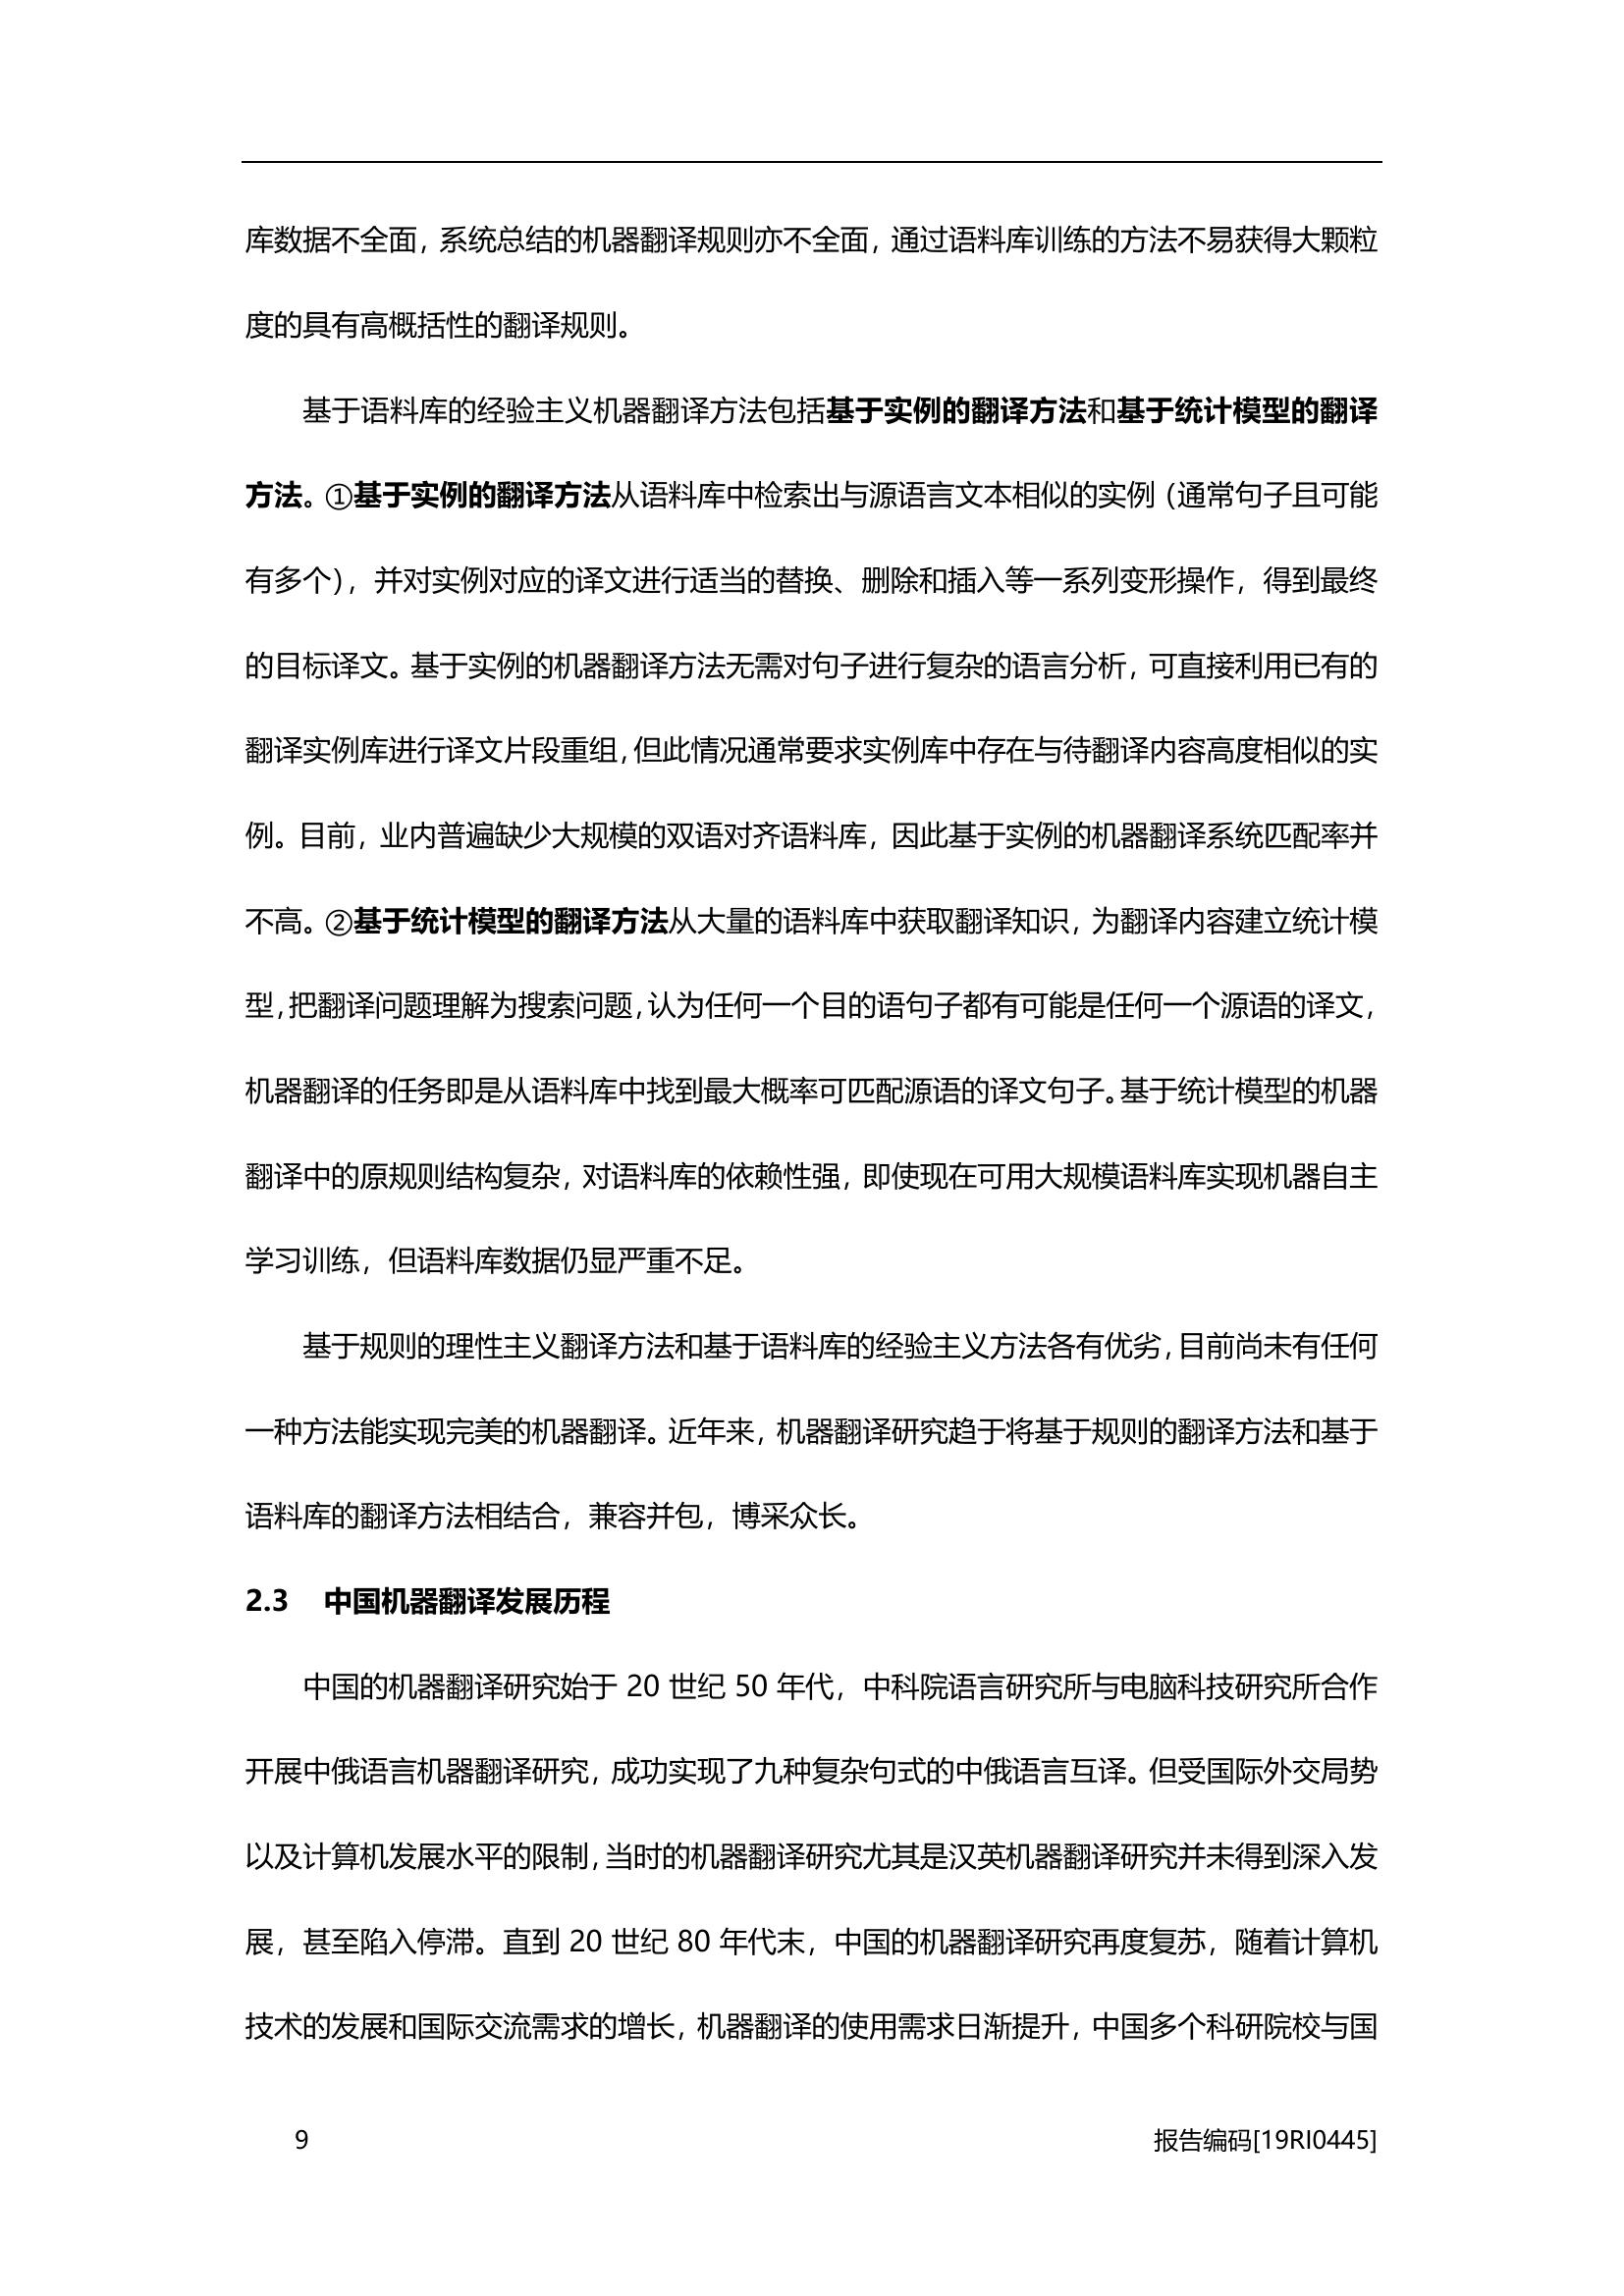 库数据不全面，系统总结的机器翻译规则亦不全面，通过语料库训练的方法不易获得大颗粒
度的具有高概括性的翻译规则。
基于语料库的经验主义机器翻译方法包括基于实例的翻译方法和基于统计模型的翻译
方法。①基于实例的翻译方法从语料库中检索出与源语言文本相似的实例（通常句子且可能
有多个），并对实例对应的译文进行适当的替换、删除和插入等一系列变形操作，得到最终
的目标译文。基于实例的机器翻译方法无需对句子进行复杂的语言分析，可直接利用已有的
翻译实例库进行译文片段重组，但此情况通常要求实例库中存在与待翻译内容高度相似的实
例。目前，业内普遍缺少大规模的双语对齐语料库，因此基于实例的机器翻译系统匹配率并
不高。②基于统计模型的翻译方法从大量的语料库中获取翻译知识，为翻译内容建立统计模
型，把翻译问题理解为搜索问题，认为任何一个目的语句子都有可能是任何一个源语的译文，
机器翻译的任务即是从语料库中找到最大概率可匹配源语的译文句子。基于统计模型的机器
翻译中的原规则结构复杂，对语料库的依赖性强，即使现在可用大规模语料库实现机器自主
学习训练，但语料库数据仍显严重不足。
基于规则的理性主义翻译方法和基于语料库的经验主义方法各有优劣，目前尚未有任何
一种方法能实现完美的机器翻译。近年来，机器翻译研究趋于将基于规则的翻译方法和基于
语料库的翻译方法相结合，兼容并包，博采众长。
2.3 中国机器翻译发展历程
中国的机器翻译研究始于 20 世纪 50 年代，中科院语言研究所与电脑科技研究所合作
开展中俄语言机器翻译研究，成功实现了九种复杂句式的中俄语言互译。但受国际外交局势
以及计算机发展水平的限制，当时的机器翻译研究尤其是汉英机器翻译研究并未得到深入发
展，甚至陷入停滞。直到 20 世纪 80 年代末，中国的机器翻译研究再度复苏，随着计算机
技术的发展和国际交流需求的增长，机器翻译的使用需求日渐提升，中国多个科研院校与国
9 报告编码[19RI0445]